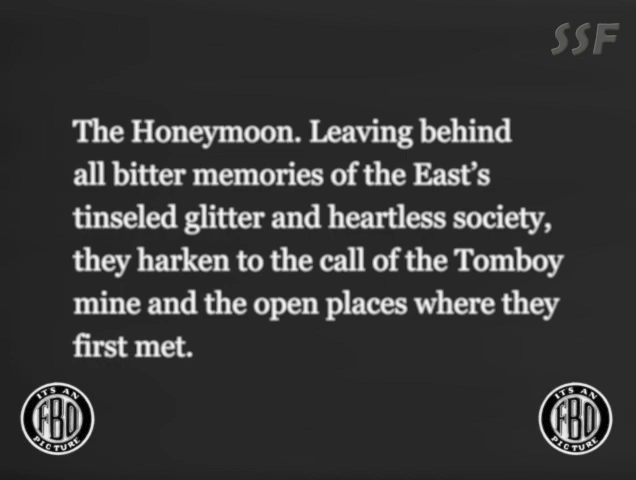 SSF
The Honeymoon. Leaving behind
all bitter memories of the East's
tinseled glitter and heartless society,
they harken to the call of the Tomboy
mine and the open places where they
first met.
IT'S AN
FBO
PICTURE
IT'S AN
FBO
PICTURE